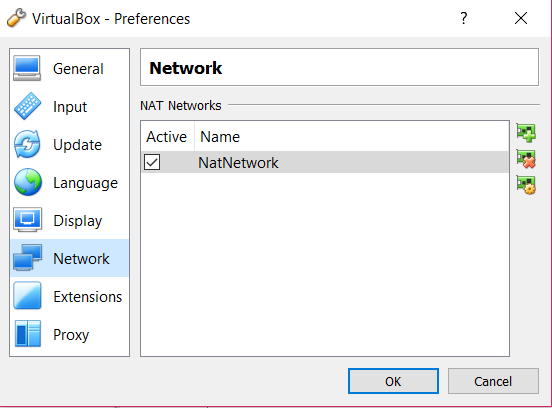 VirtualBox - Preferences
?
General
Input
Update
Language
Display
Network
Extensions
Proxy
Network
NAT Networks
Active Name
NatNetwork
OK Cancel